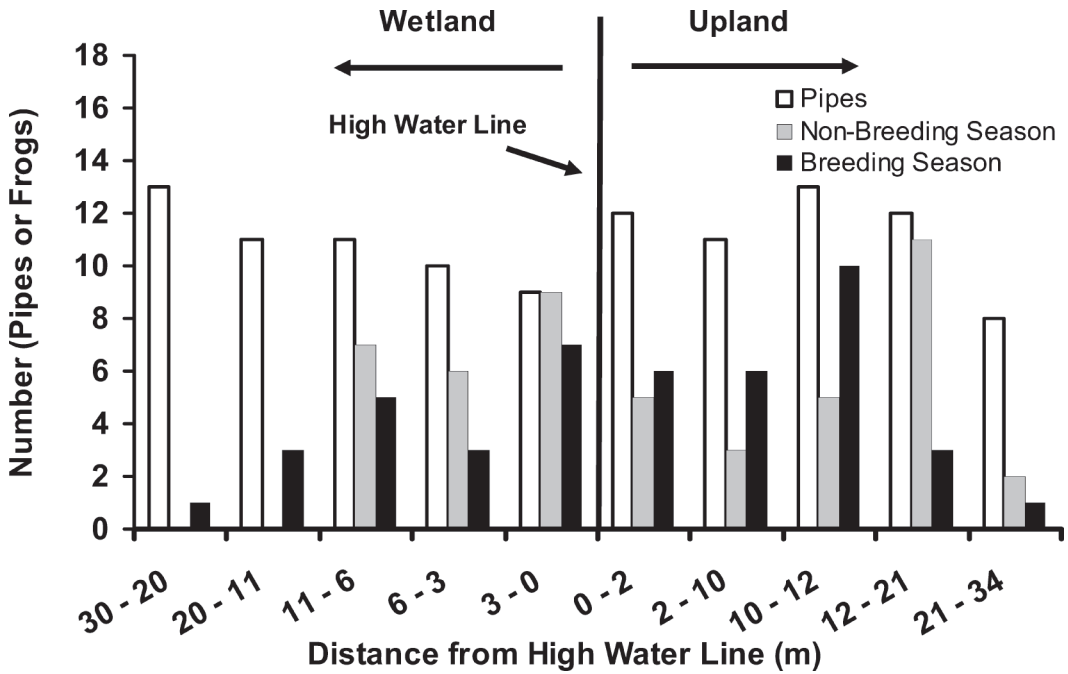 Wetland
Upland
High Water Line
Pipes
Non-Breeding Season
Breeding Season
Number (Pipes or Frogs)
18
16
14
12
10
8
6
4
2
0
30 - 20
20 - 11
11 - 6
6 - 3
3 - 0
0 - 2
2 - 10
10 - 12
12 - 21
21 - 34
Distance from High Water Line (m)